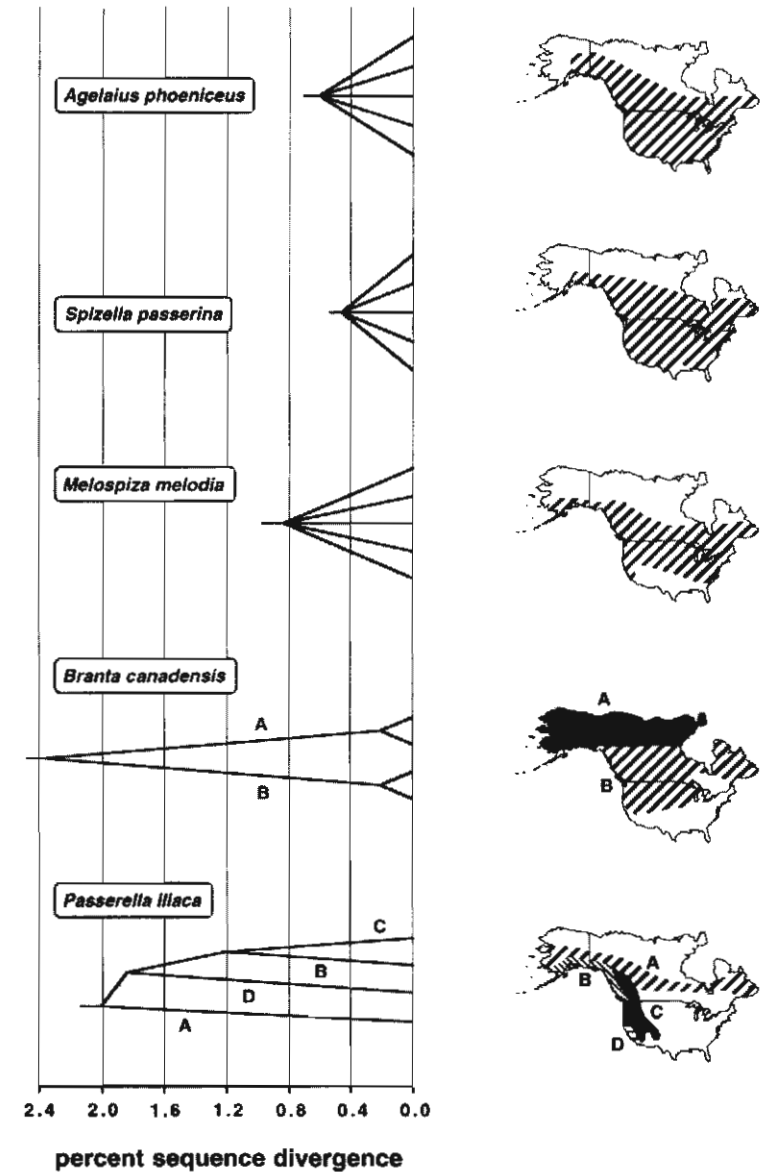 Agelaius phoeniceus
Spizella passerina
Melospiza melodia
Branta canadensis
A
B
A
B
Passerella iliaca
C
B
D
A
A
B
C
D
2.4 2.0 1.6 1.2 0.8 0.4 0.0
percent sequence divergence